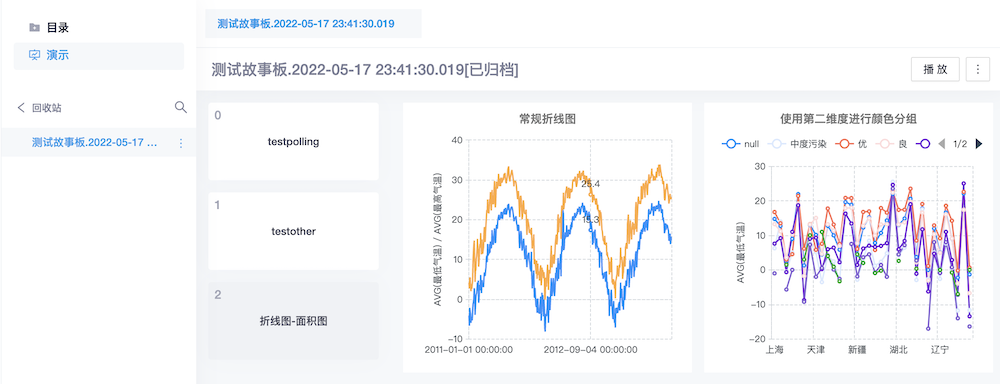 目录
演示
回收站
测试故事板.2022-05-17 ...
测试故事板.2022-05-17 23:41:30.019
测试故事板.2022-05-17 23:41:30.019[已归档]
播 放
0
testpolling
1
testother
2
折线图-面积图
常规折线图
AVG(最低气温) / AVG(最高气温)
40
30
20
10
0
-10
25.4
2011-01-01 00:00:00
2012-09-04 00:00:00
使用第二维度进行颜色分组
null
中度污染
优
良
1/2
AVG(最低气温)
30
20
10
0
-10
-20
上海
天津
新疆
湖北
辽宁